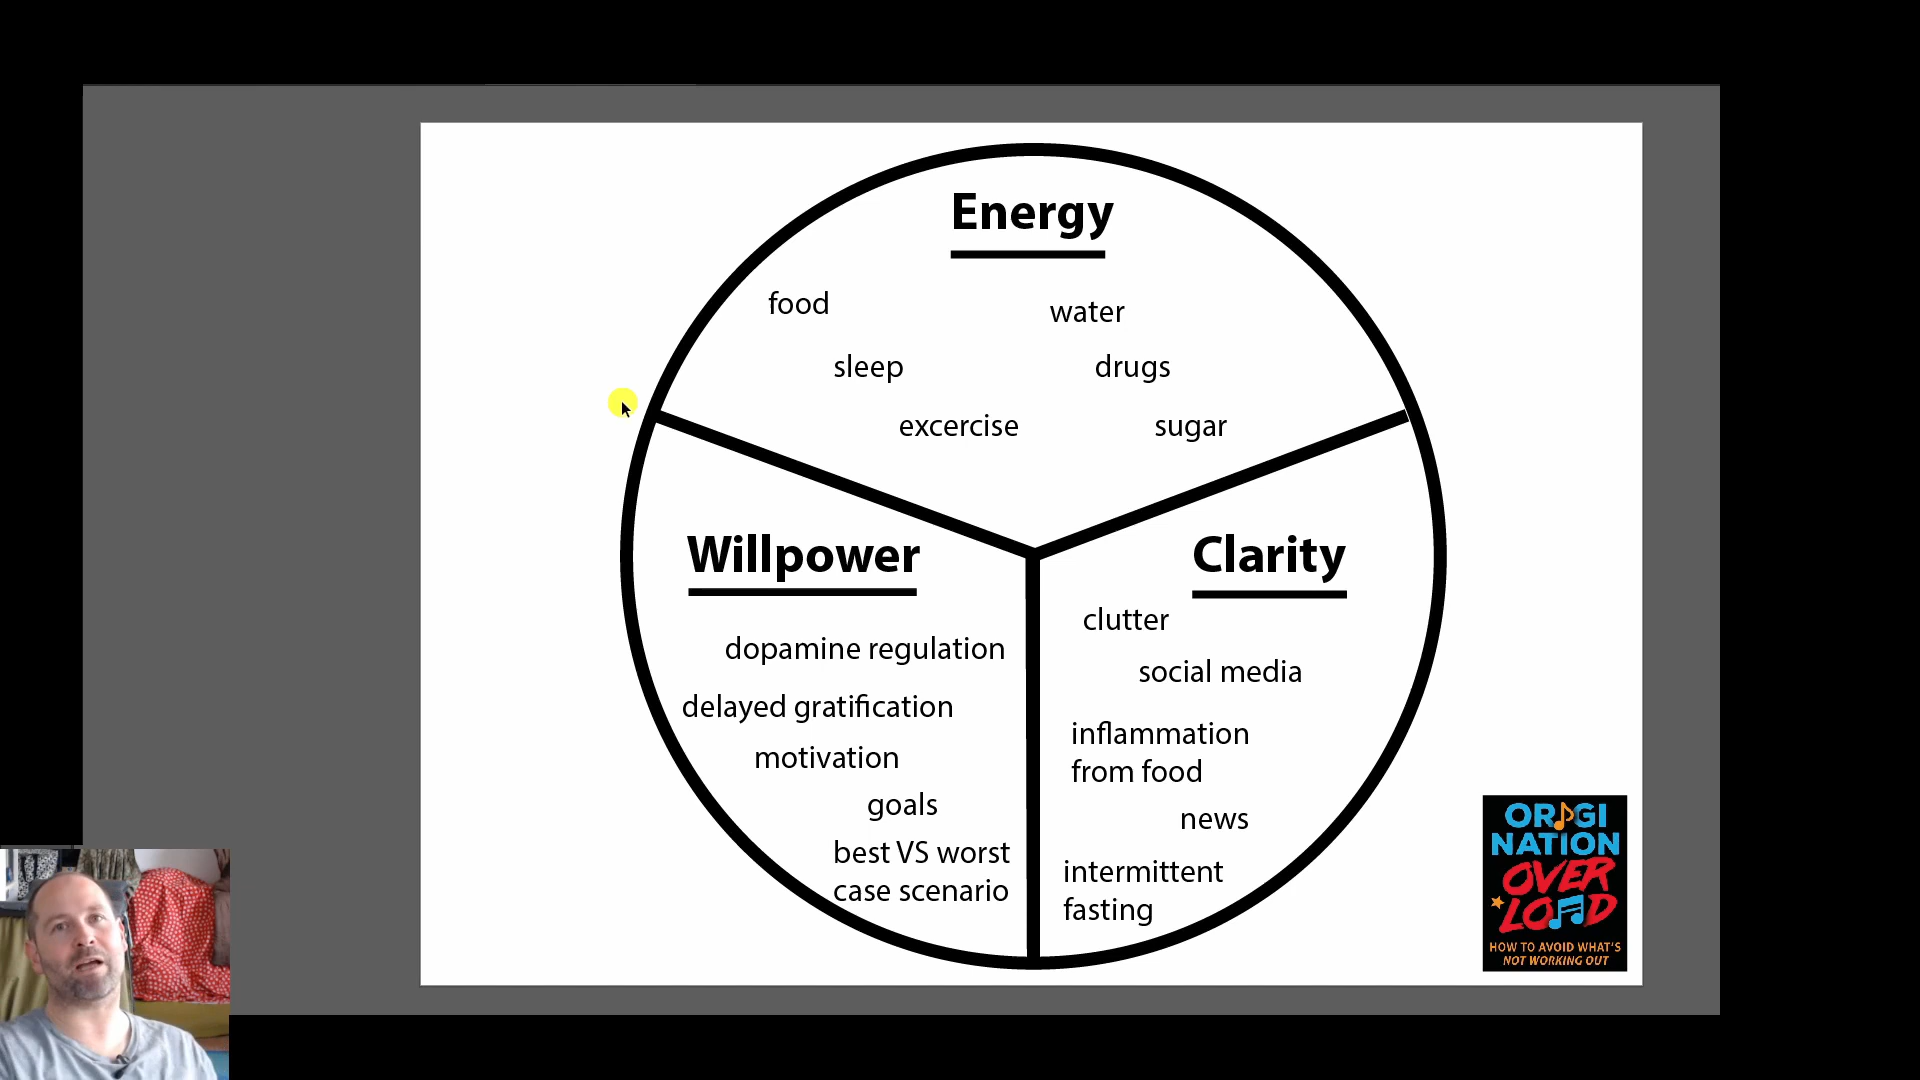 Energy
food
water
sleep
drugs
excercise
sugar
Willpower
dopamine regulation
delayed gratification
motivation
goals
best VS worst
case scenario
Clarity
clutter
social media
inflammation
from food
news
intermittent
fasting
ORIGI
NATION
OVER
LOAD
HOW TO AVOID WHAT'S
NOT WORKING OUT